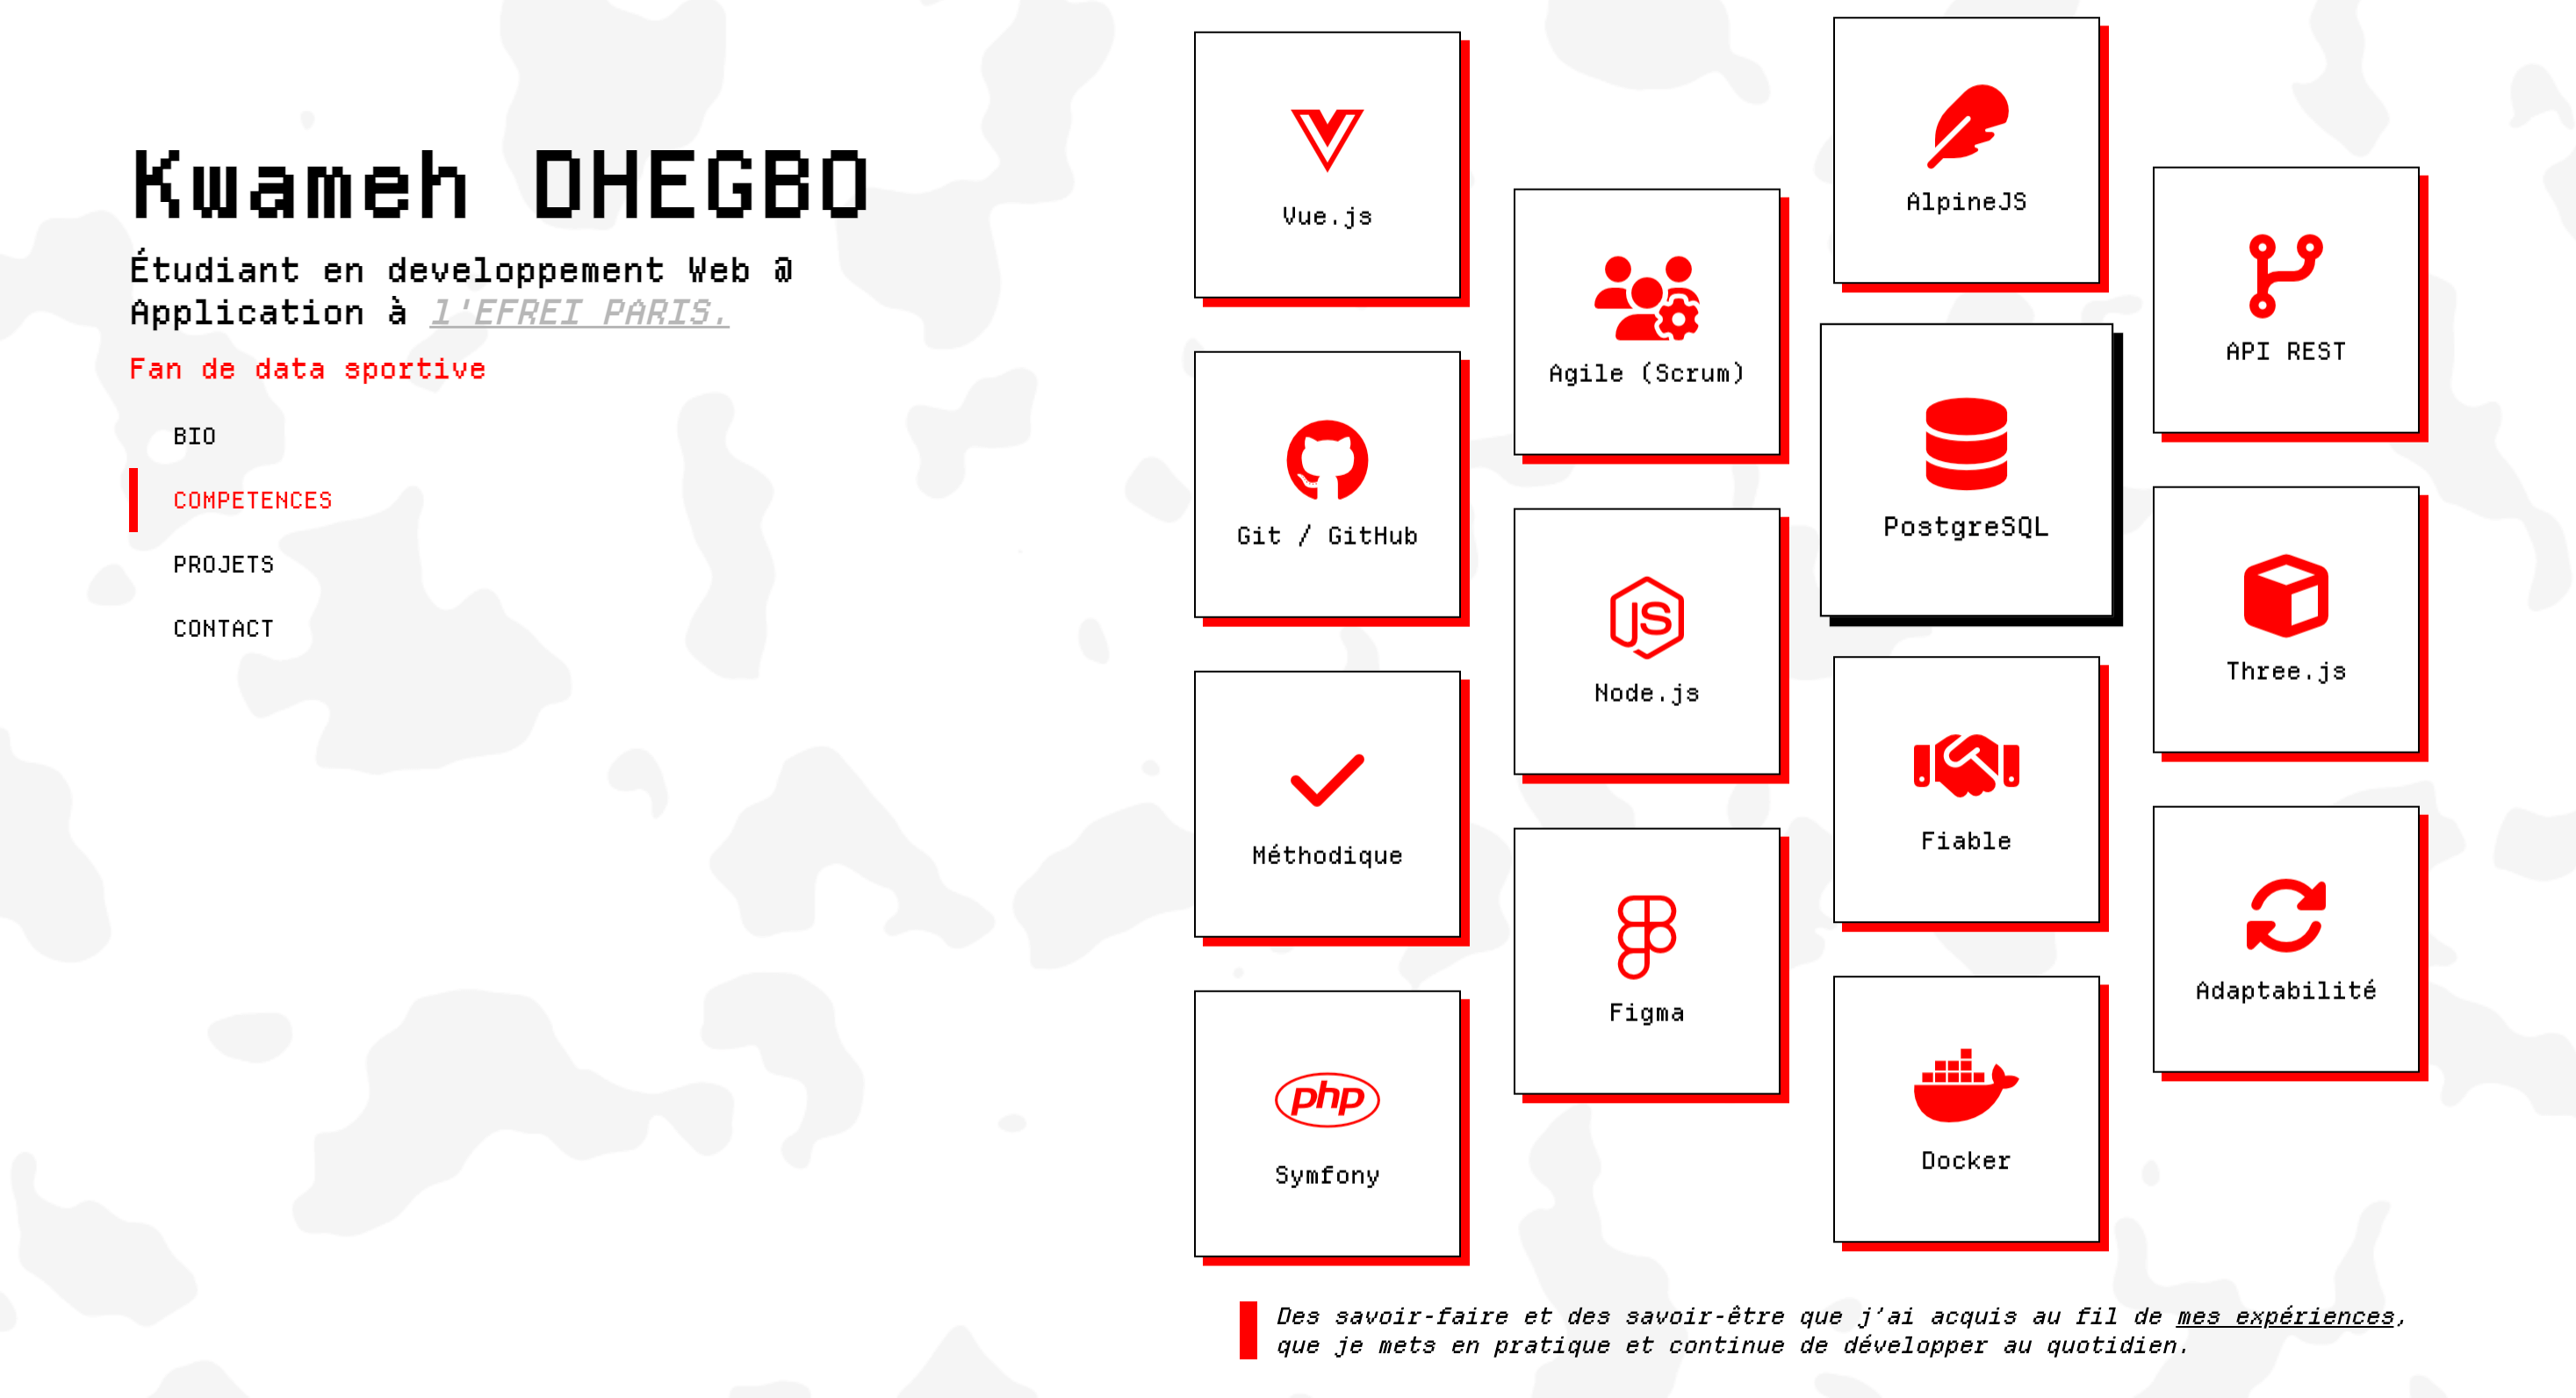 Kwameh DHEGBO
Étudiant en developpement Web @
Application à l'EFREI PARIS.
Fan de data sportive
BIO
COMPETENCES
PROJETS
CONTACT
Vue.js
Git / GitHub
Méthodique
php
Symfony
Agile (Scrum)
JS
Node.js
Figma
AlpineJS
PostgreSQL
Fiable
Docker
API REST
Three.js
Adaptabilité
Des savoir-faire et des savoir-être que j'ai acquis au fil de mes expériences,
que je mets en pratique et continue de développer au quotidien.